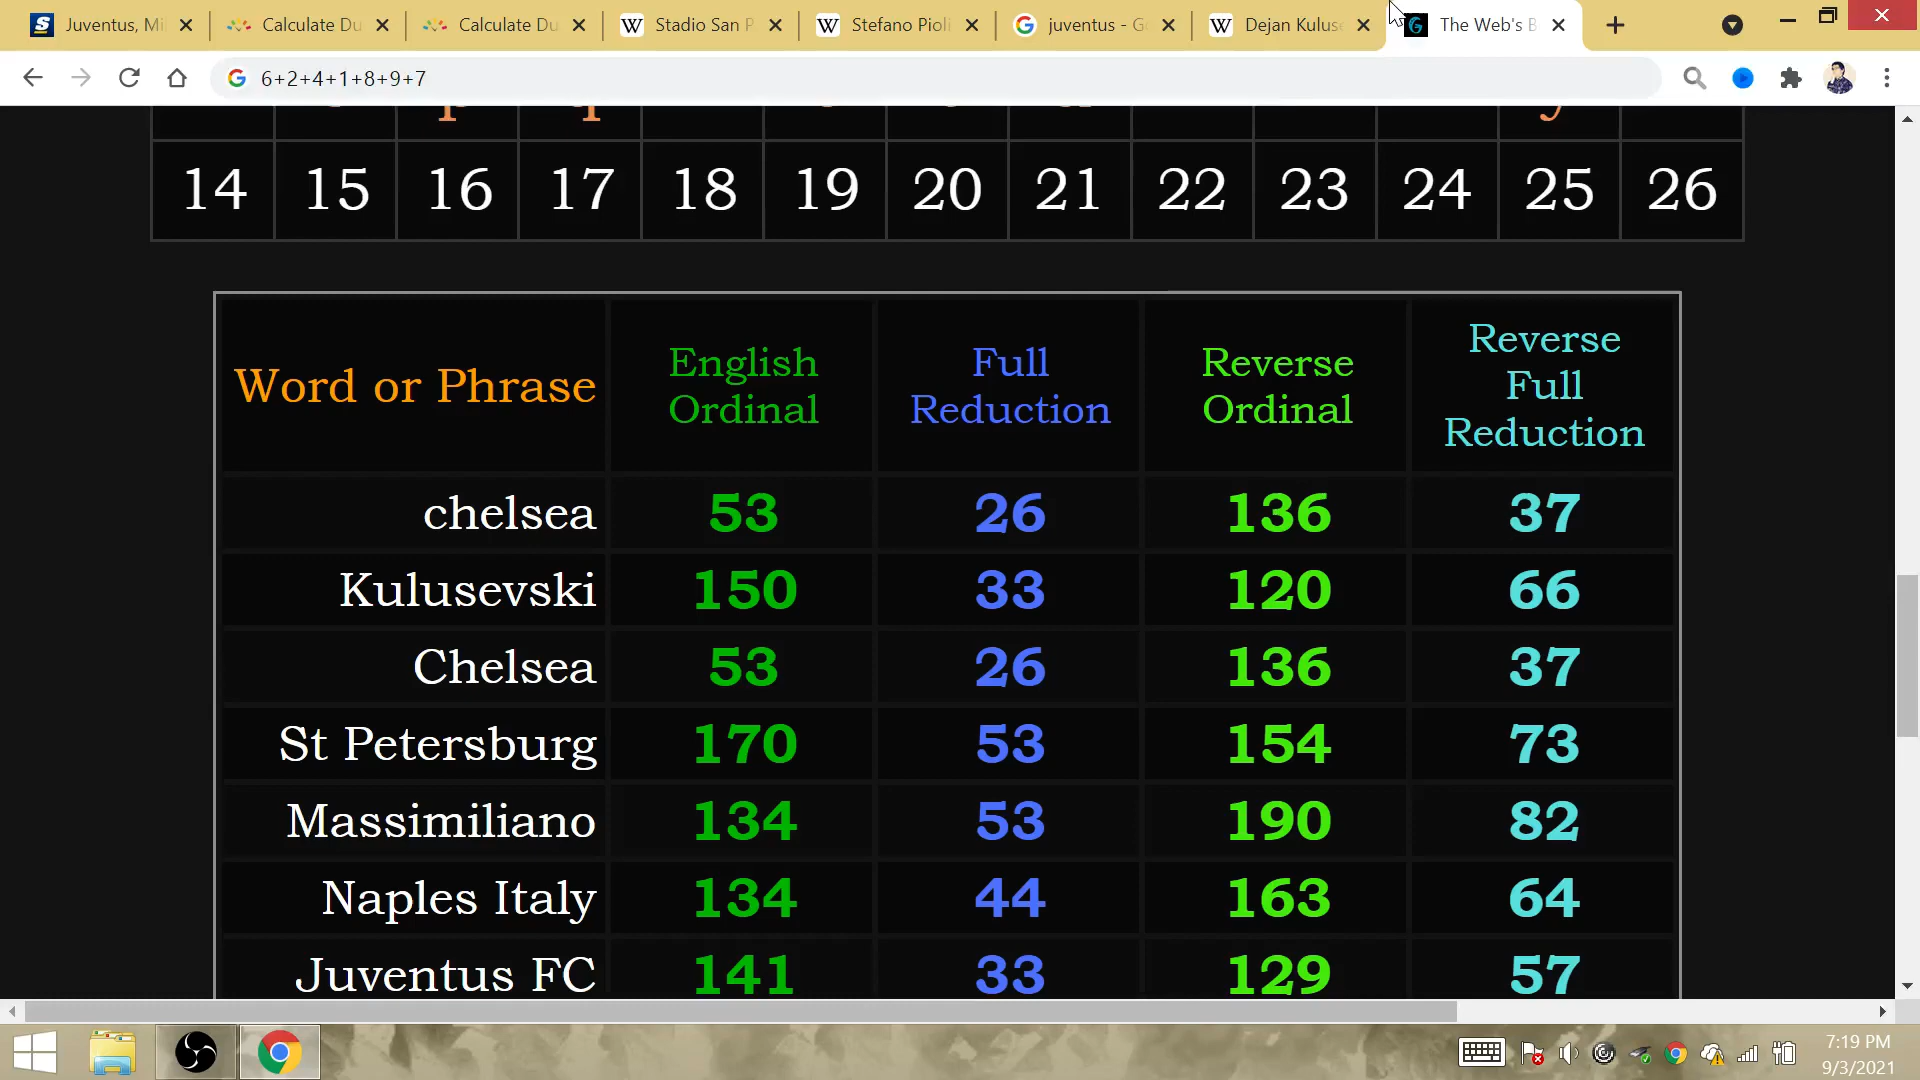 Juventus, Mi
Calculate Du
Calculate Du
Stadio San P
Stefano Pioli
juventus - Go
Dejan Kuluse
The Web's B
6+2+4+1+8+9+7
p q y
14 15 16 17 18 19 20 21 22 23 24 25 26
Word or Phrase English Ordinal Full Reduction Reverse Ordinal Reverse Full Reduction
chelsea 53 26 136 37
Kulusevski 150 33 120 66
Chelsea 53 26 136 37
St Petersburg 170 53 154 73
Massimiliano 134 53 190 82
Naples Italy 134 44 163 64
Juventus FC 141 33 129 57
7:19 PM
9/3/2021